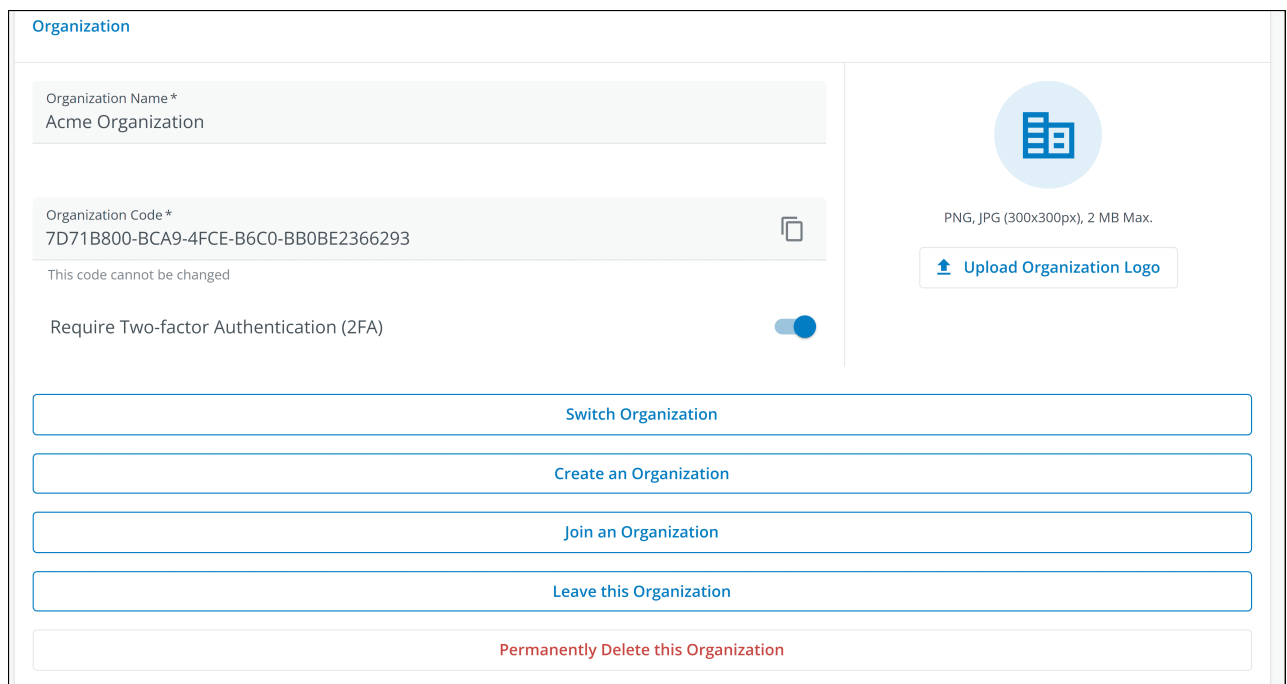 Organization
Organization Name *
Acme Organization
Organization Code *
7D71B800-BCA9-4FCE-B6C0-BB0BE2366293
This code cannot be changed
Require Two-factor Authentication (2FA)
PNG, JPG (300x300px), 2 MB Max.
Upload Organization Logo
Switch Organization
Create an Organization
Join an Organization
Leave this Organization
Permanently Delete this Organization